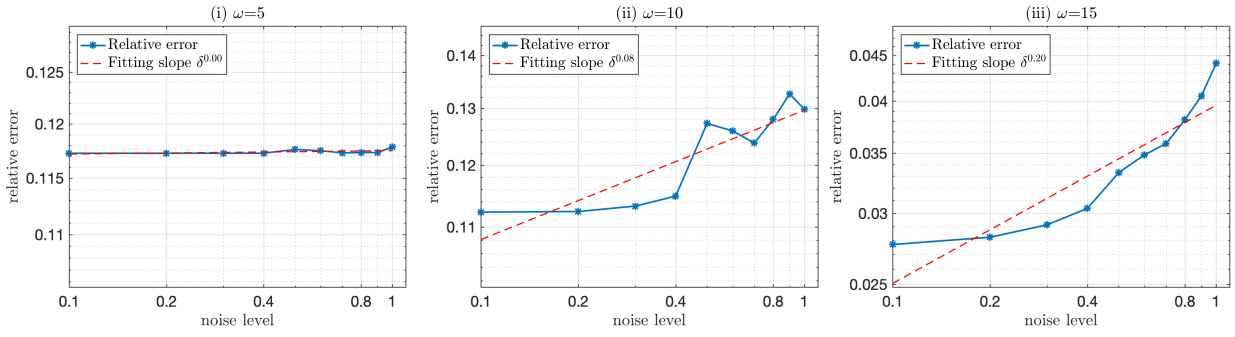 (i) ω=5
Relative error
Fitting slope δ^0.00
0.125
0.12
0.115
0.11
relative error
0.1 0.2 0.4 0.8 1
noise level
(ii) ω=10
Relative error
Fitting slope δ^0.08
0.14
0.13
0.12
0.11
relative error
0.1 0.2 0.4 0.8 1
noise level
(iii) ω=15
Relative error
Fitting slope δ^0.20
0.045
0.04
0.035
0.03
0.025
relative error
0.1 0.2 0.4 0.8 1
noise level